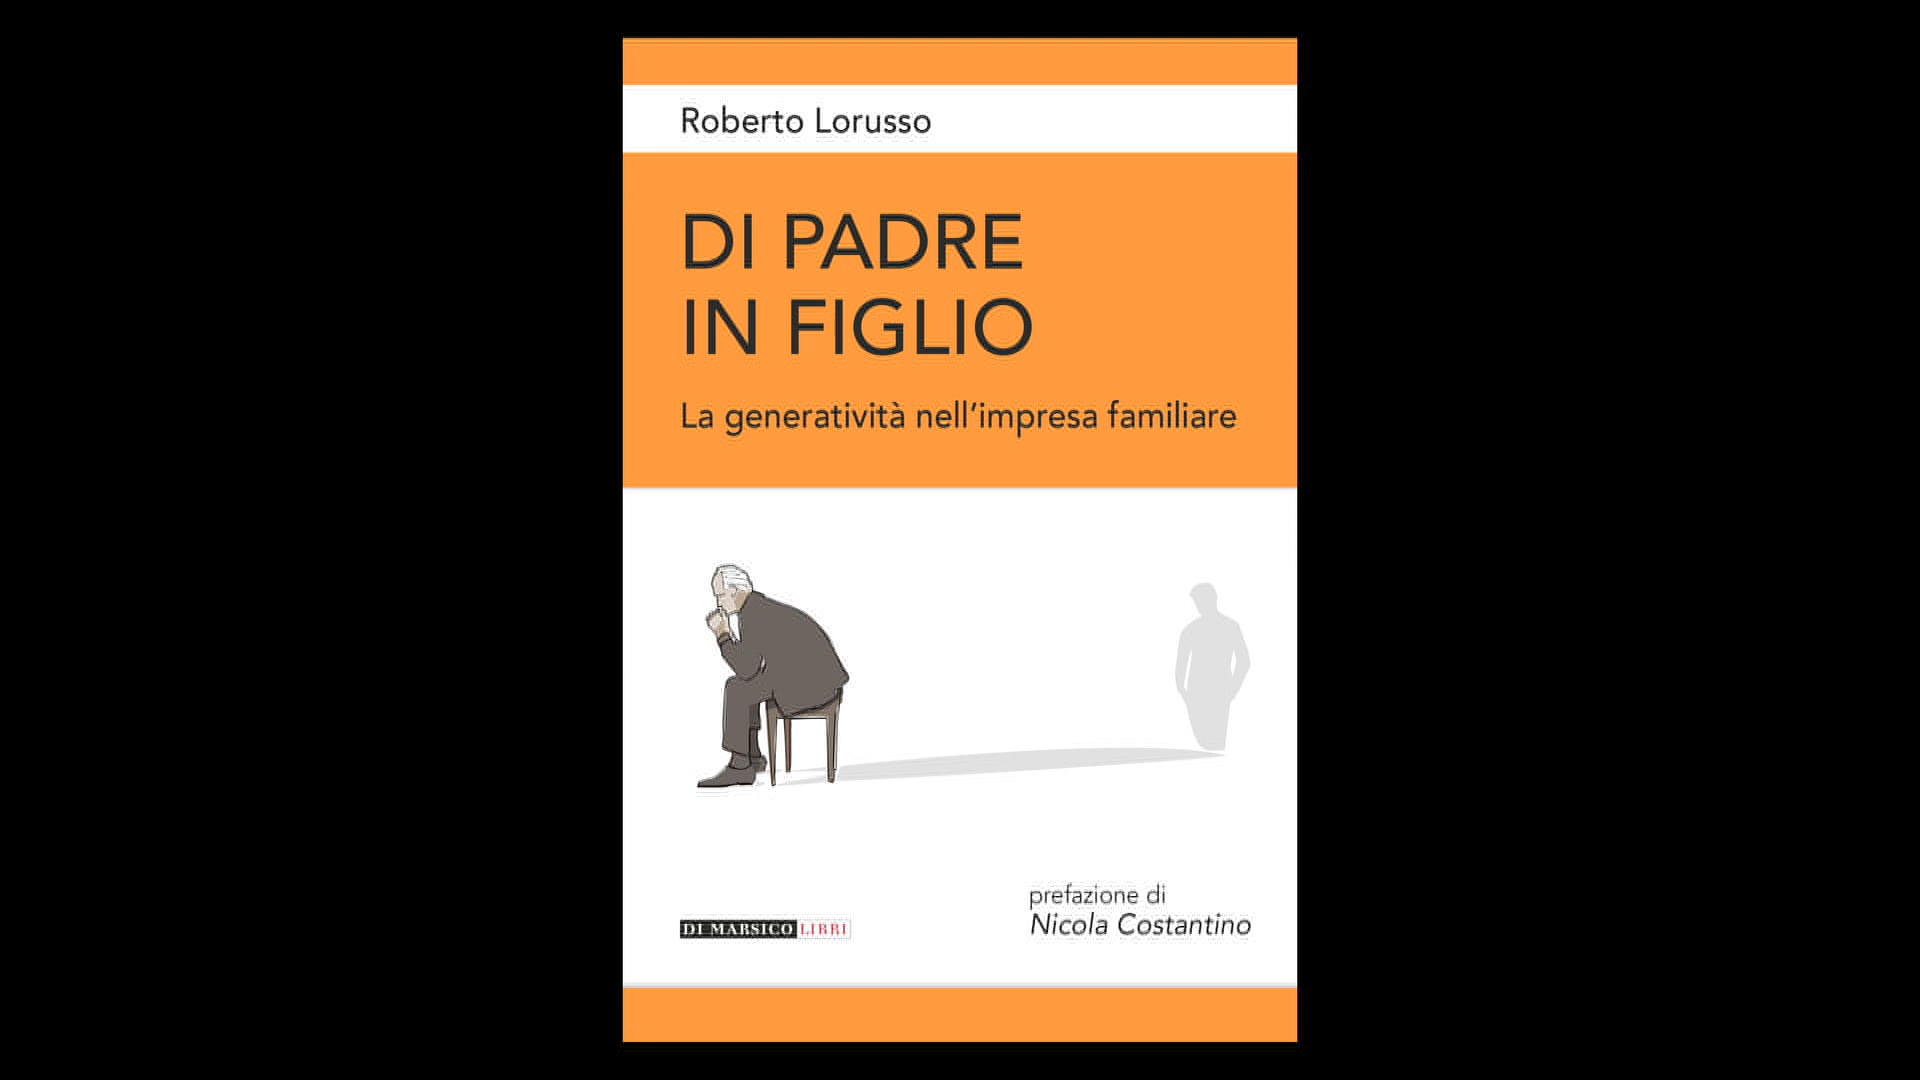 Roberto Lorusso
DI PADRE
IN FIGLIO
La generatività nell'impresa familiare
prefazione di
Nicola Costantino
DI MARSICO LIBRI